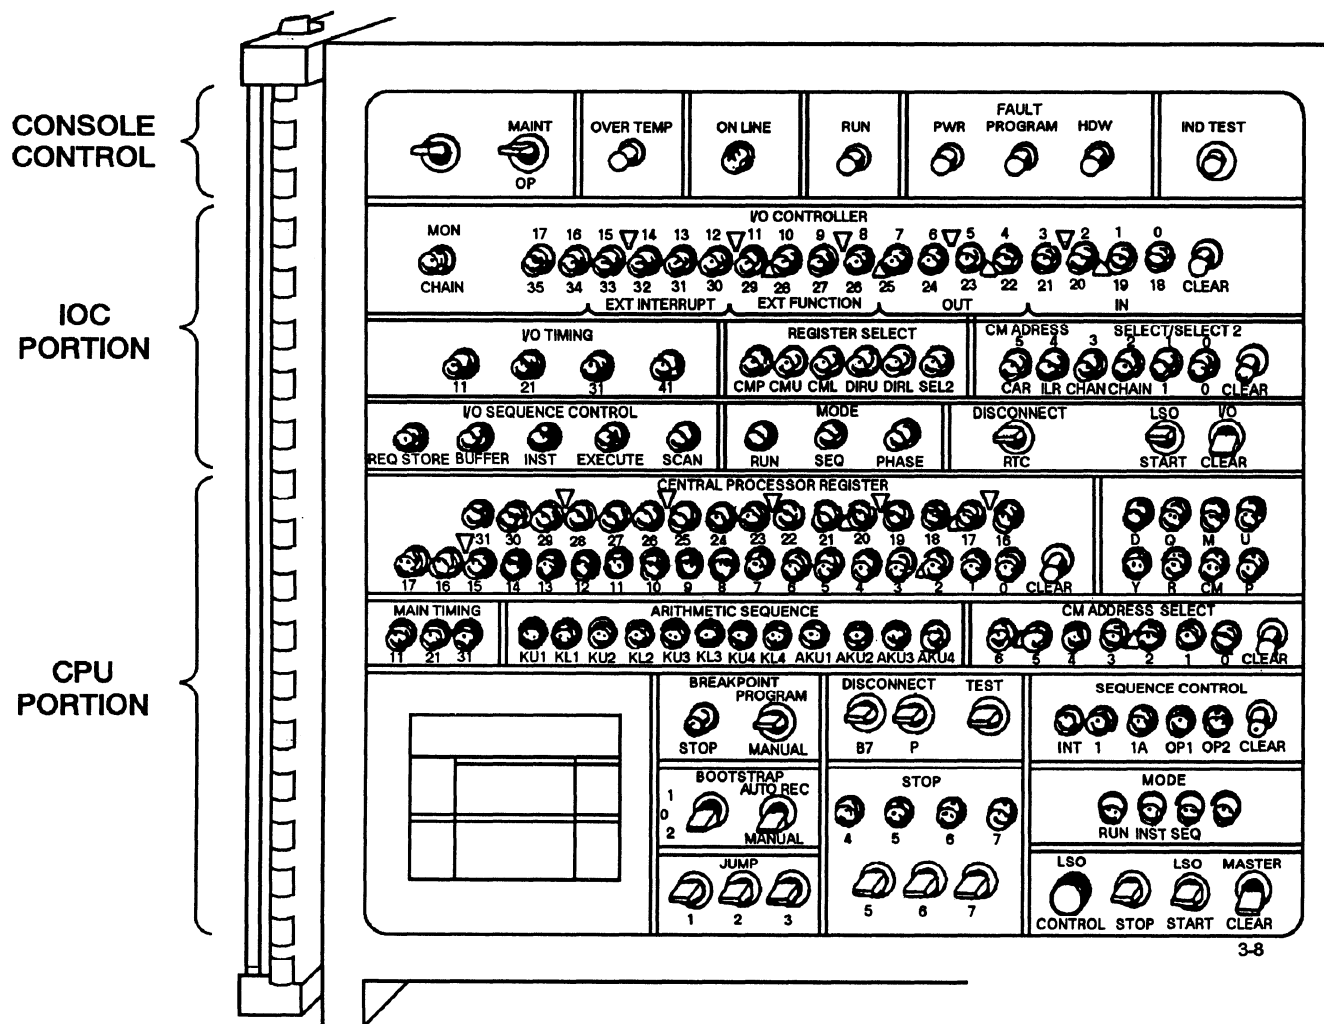 CONSOLE
CONTROL
MAINT
OP
OVER TEMP
ON LINE
RUN
FAULT
PWR PROGRAM HDW
IND TEST
IOC
PORTION
I/O CONTROLLER
MON
CHAIN
17 16 15 14 13 12 11 10 9 8 7 6 5 4 3 2 1 0
35 34 33 32 31 30 29 28 27 26 25 24 23 22 21 20 19 18
CLEAR
EXT INTERRUPT EXT FUNCTION OUT IN
I/O TIMING
11 21 31 41
REGISTER SELECT
CMP CMU CML DIRU DIRL SEL2
CM ADRESS SELECT/SELECT 2
5 4 3 2 1 0
CAR ILR CHAN CHAIN 1 0 CLEAR
I/O SEQUENCE CONTROL
REQ STORE BUFFER INST EXECUTE SCAN
MODE
RUN SEQ PHASE
DISCONNECT
RTC
LSO
START
I/O
CLEAR
CPU
PORTION
CENTRAL PROCESSOR REGISTER
31 30 29 28 27 26 25 24 23 22 21 20 19 18 17 16
17 16 15 14 13 12 11 10 9 8 7 6 5 4 3 2 1 0 CLEAR
D Q M U
Y R CM P
MAIN TIMING
11 21 31
ARITHMETIC SEQUENCE
KU1 KL1 KU2 KL2 KU3 KL3 KU4 KL4 AKU1 AKU2 AKU3 AKU4
CM ADDRESS SELECT
6 5 4 3 2 1 0 CLEAR
BREAKPOINT
PROGRAM
STOP MANUAL
DISCONNECT TEST
B7 P
SEQUENCE CONTROL
INT 1 1A OP1 OP2 CLEAR
BOOTSTRAP
AUTO REC
1
0
2
MANUAL
STOP
4 5 6 7
5 6 7
MODE
RUN INST SEQ
JUMP
1 2 3
LSO LSO MASTER
CONTROL STOP START CLEAR
3-8